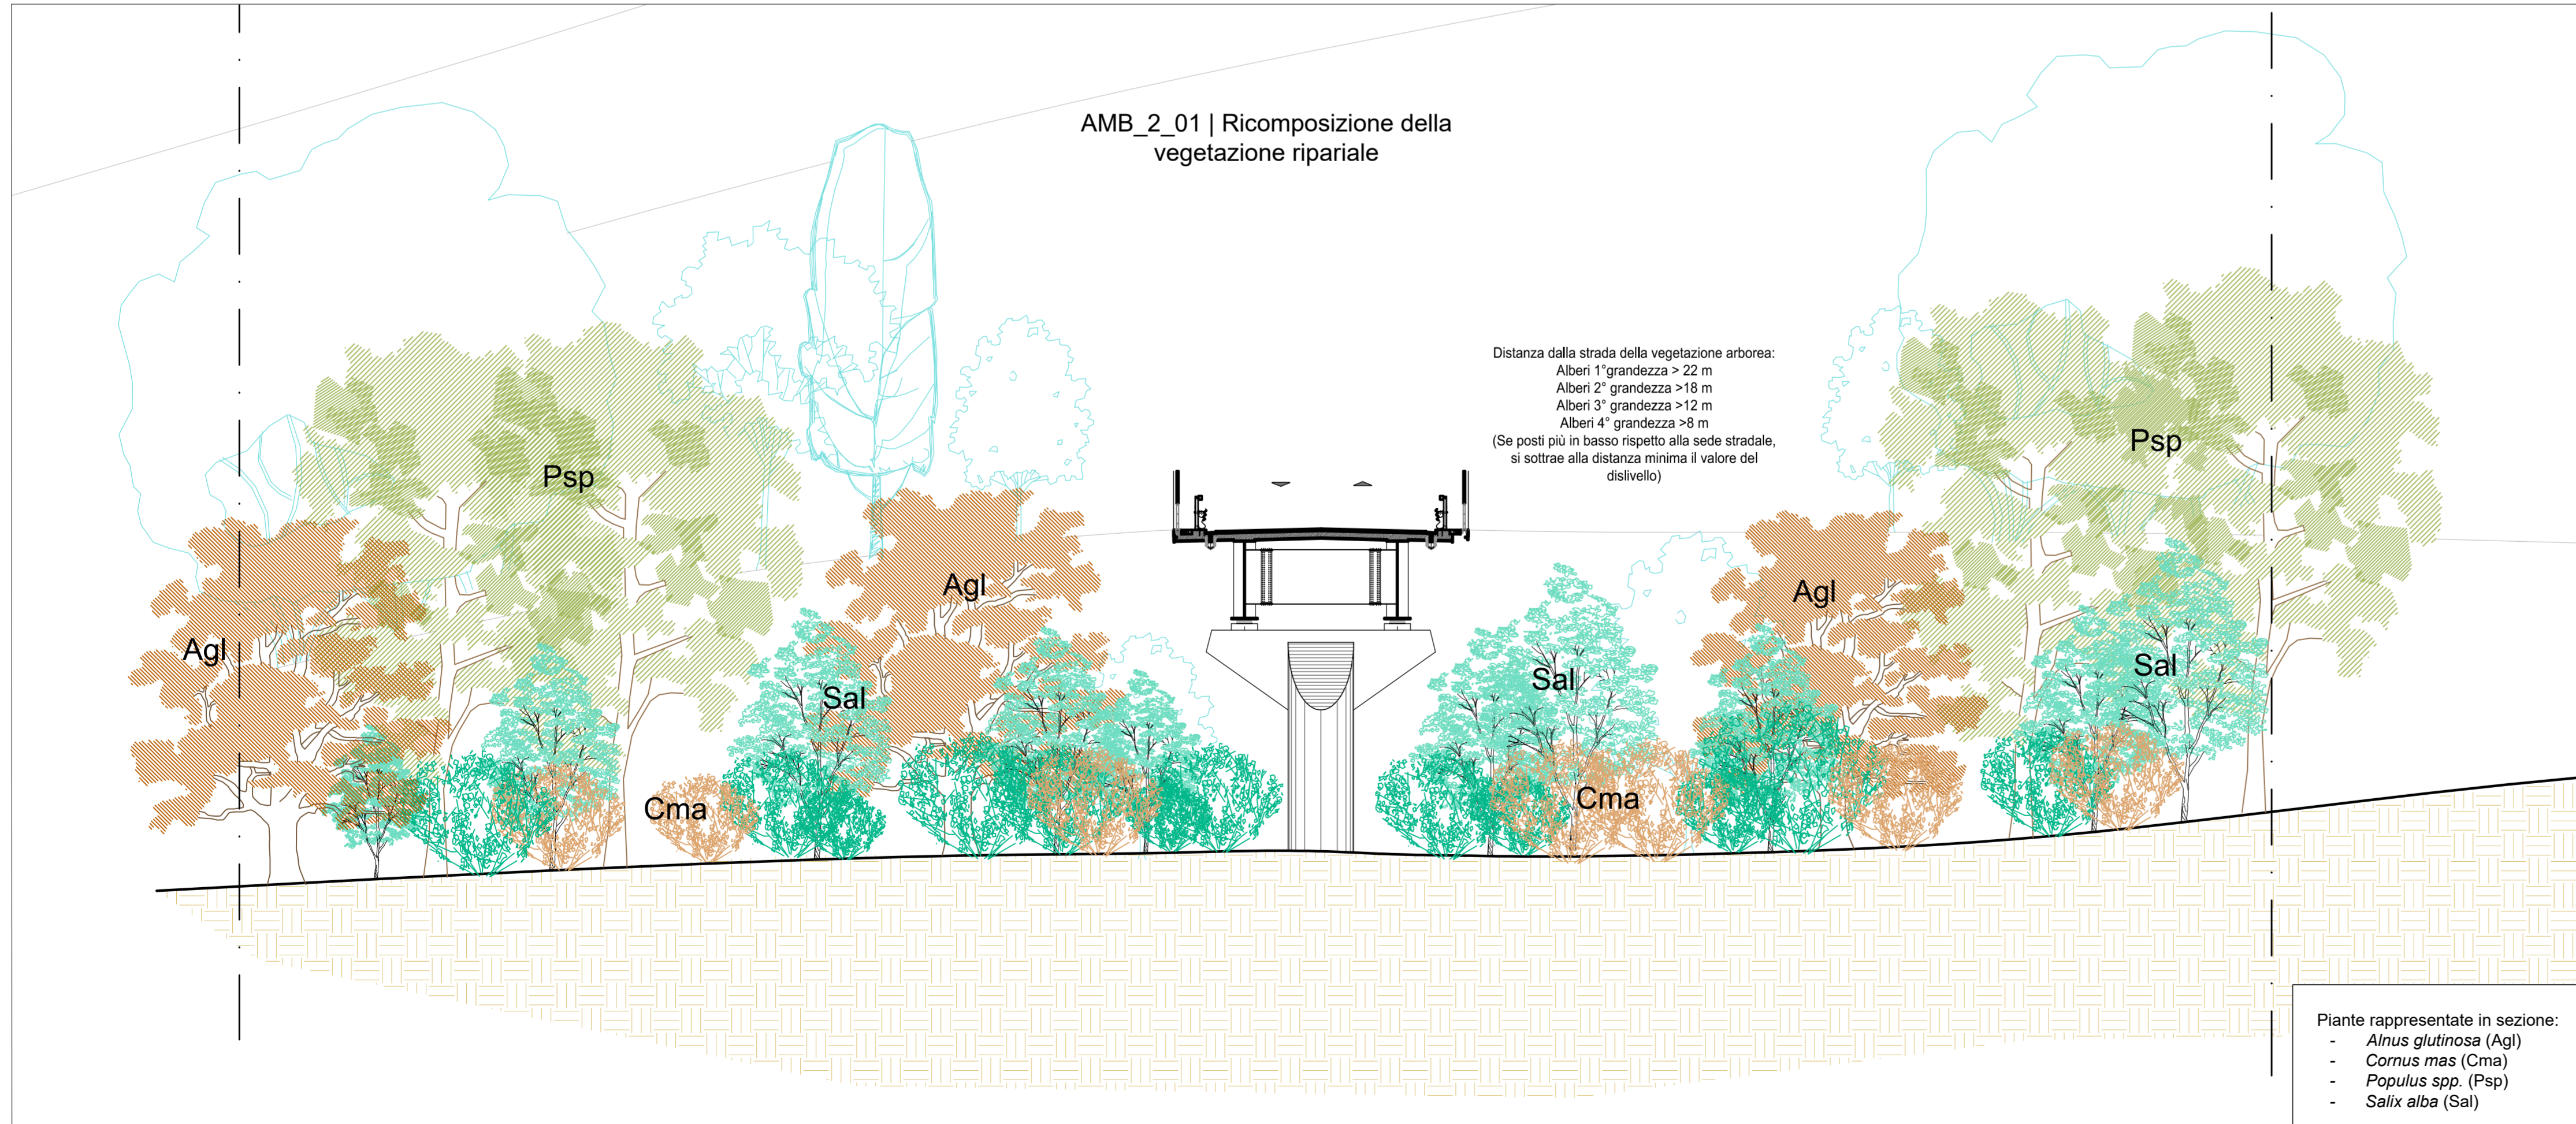 AMB_2_01 | Ricomposizione della
vegetazione ripariale
Distanza dalla strada della vegetazione arborea:
Alberi 1°grandezza > 22 m
Alberi 2° grandezza >18 m
Alberi 3° grandezza >12 m
Alberi 4° grandezza >8 m
(Se posti più in basso rispetto alla sede stradale,
si sottrae alla distanza minima il valore del
dislivello)
Psp
Psp
Agl
Agl
Agl
Sal
Sal
Sal
Cma
Cma
Piante rappresentate in sezione:
- Alnus glutinosa (Agl)
- Cornus mas (Cma)
- Populus spp. (Psp)
- Salix alba (Sal)